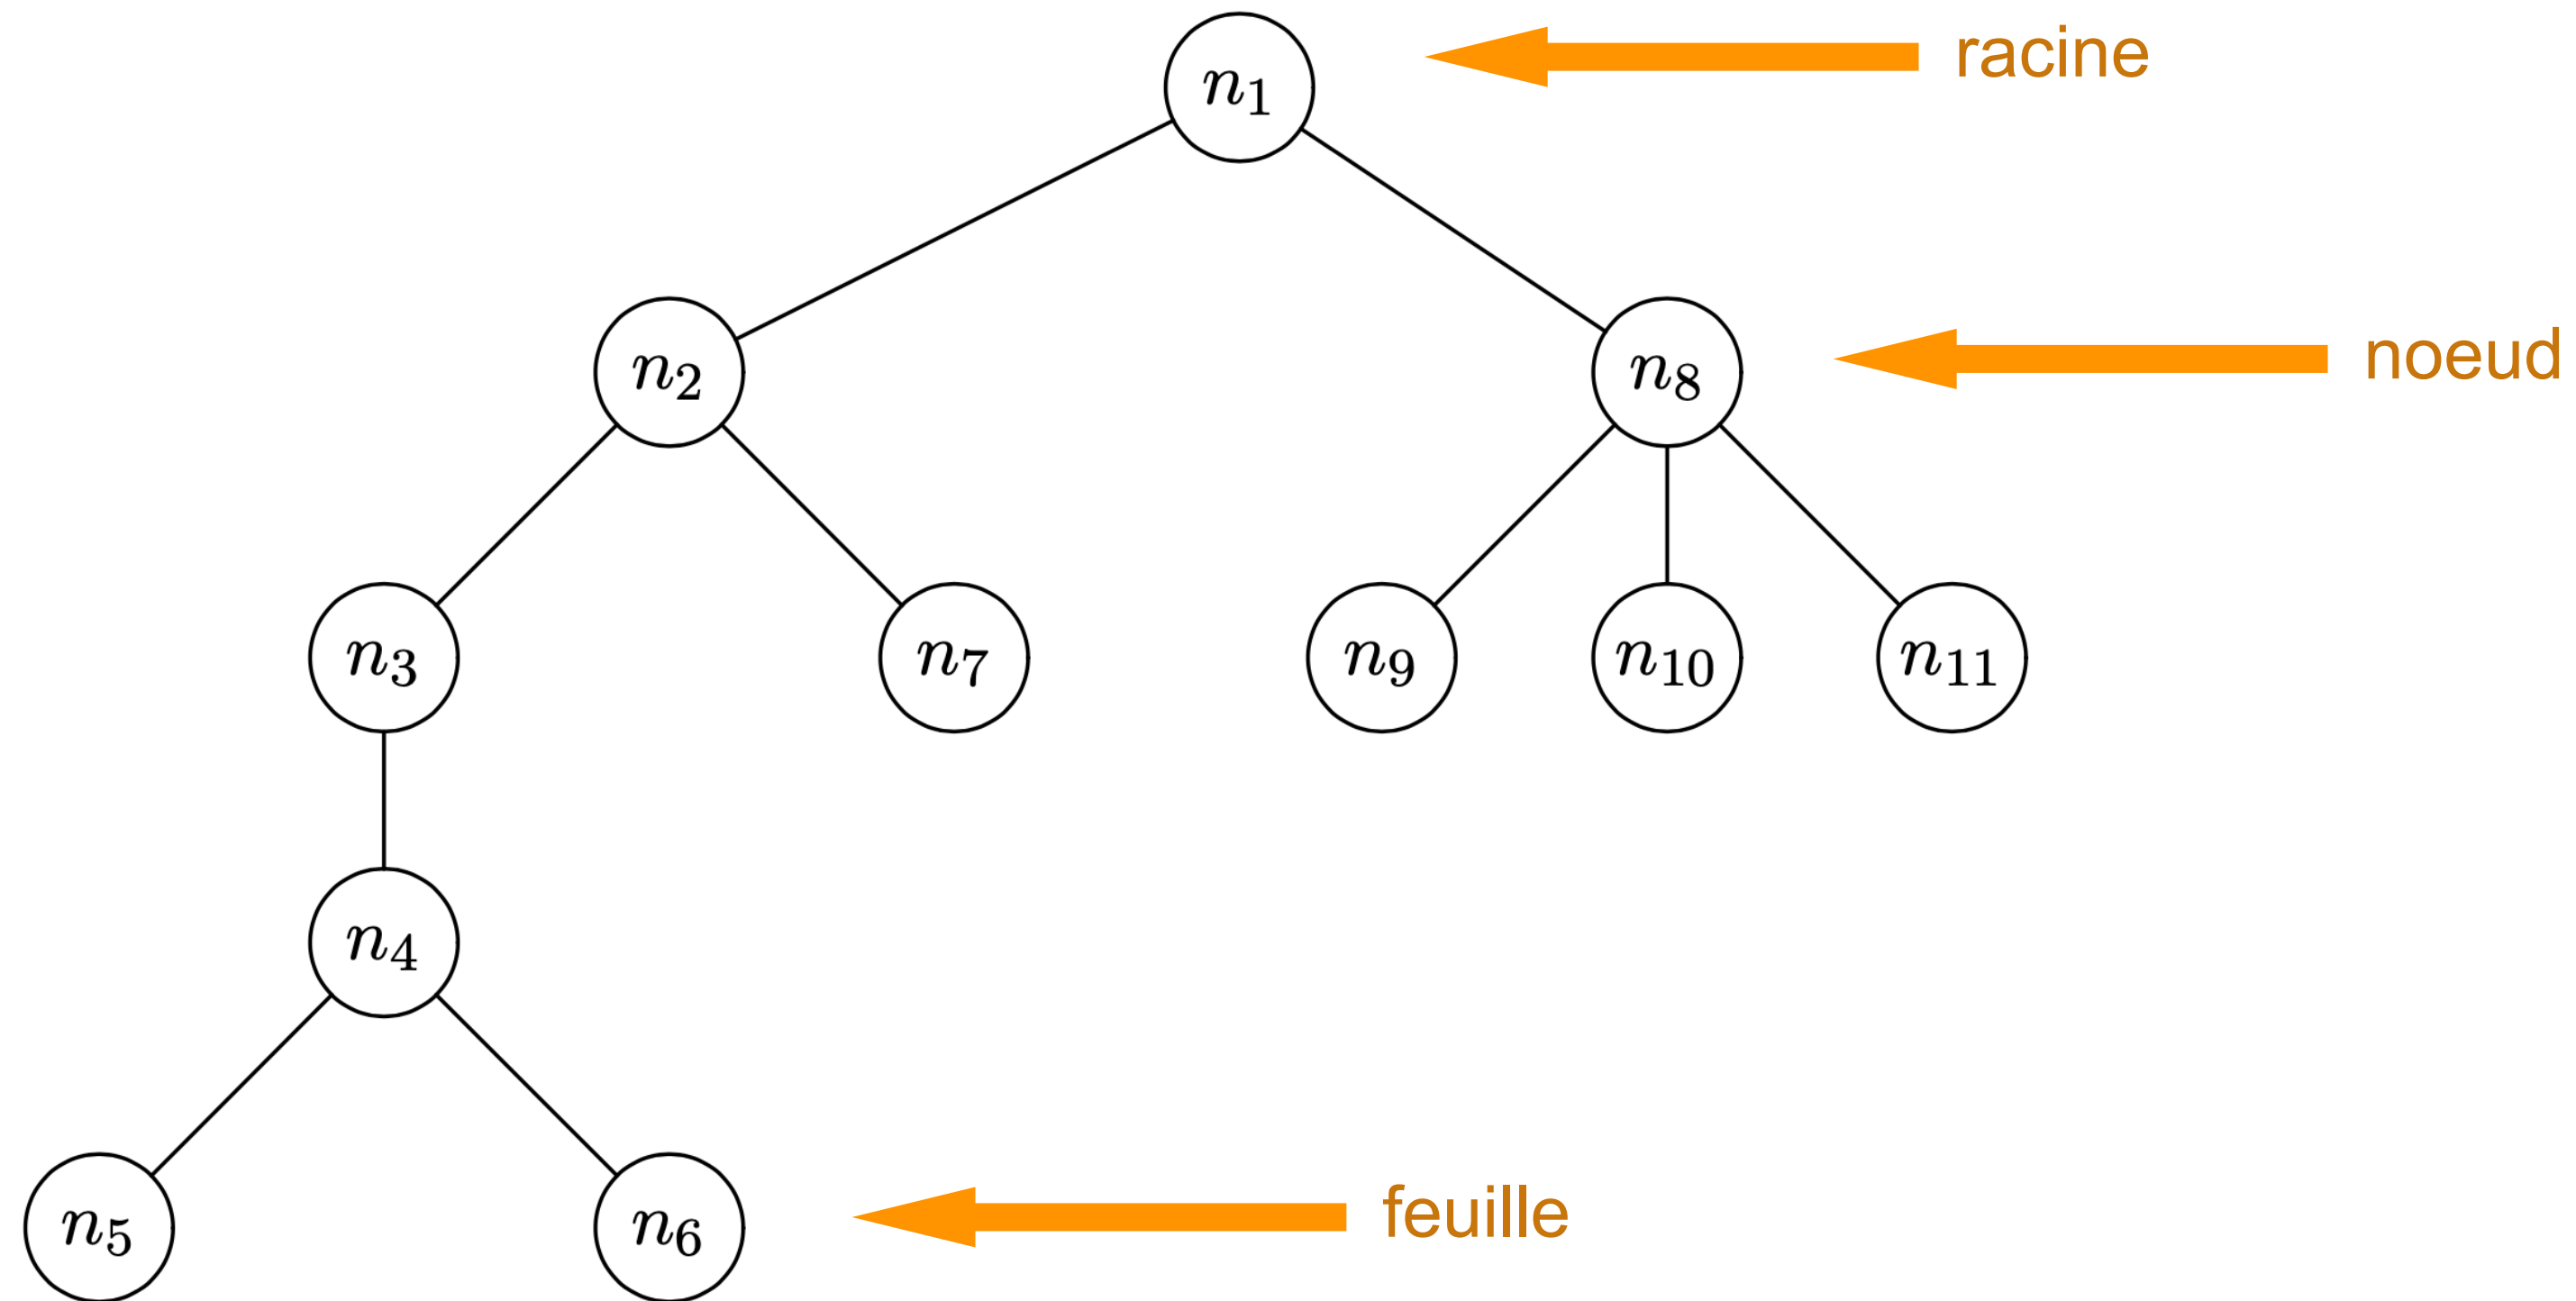 n₁
racine
n₂
n₈
noeud
n₃
n₇
n₉
n₁₀
n₁₁
n₄
n₅
n₆
feuille